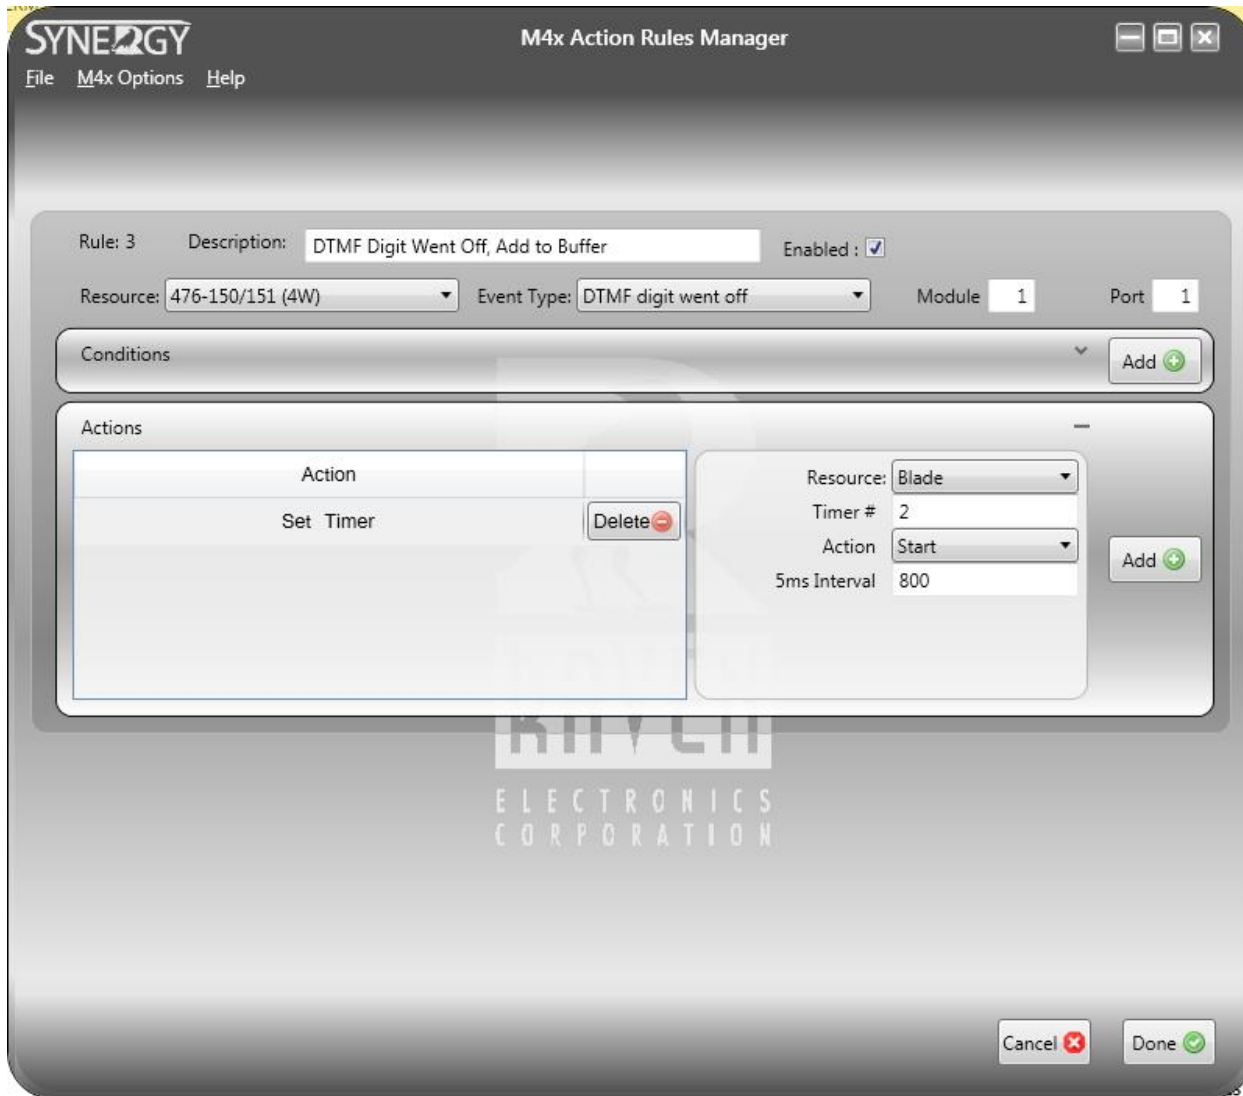 SYNERGY
M4x Action Rules Manager
File M4x Options Help
Rule: 3 Description: DTMF Digit Went Off, Add to Buffer Enabled :
Resource: 476-150/151 (4W) Event Type: DTMF digit went off Module 1 Port 1
Conditions Add
Actions
Action
Set Timer Delete
Resource: Blade
Timer # 2
Action Start
5ms Interval 800
Add
RAVEN
ELECTRONICS
CORPORATION
Cancel Done